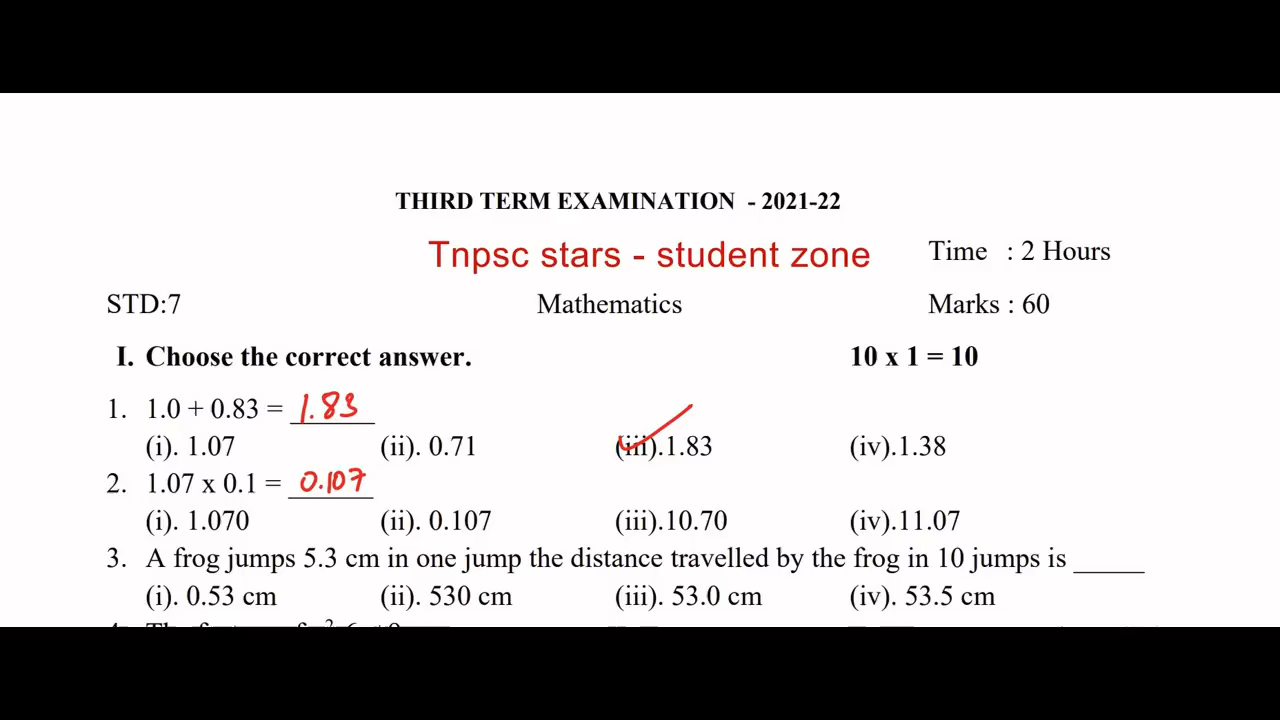 THIRD TERM EXAMINATION - 2021-22
Tnpsc stars - student zone
Time : 2 Hours
STD:7 Mathematics Marks : 60
I. Choose the correct answer. 10 x 1 = 10
1. 1.0 + 0.83 = 1.83
(i). 1.07 (ii). 0.71 (iii).1.83 (iv).1.38
2. 1.07 x 0.1 = 0.107
(i). 1.070 (ii). 0.107 (iii).10.70 (iv).11.07
3. A frog jumps 5.3 cm in one jump the distance travelled by the frog in 10 jumps is _____
(i). 0.53 cm (ii). 530 cm (iii). 53.0 cm (iv). 53.5 cm